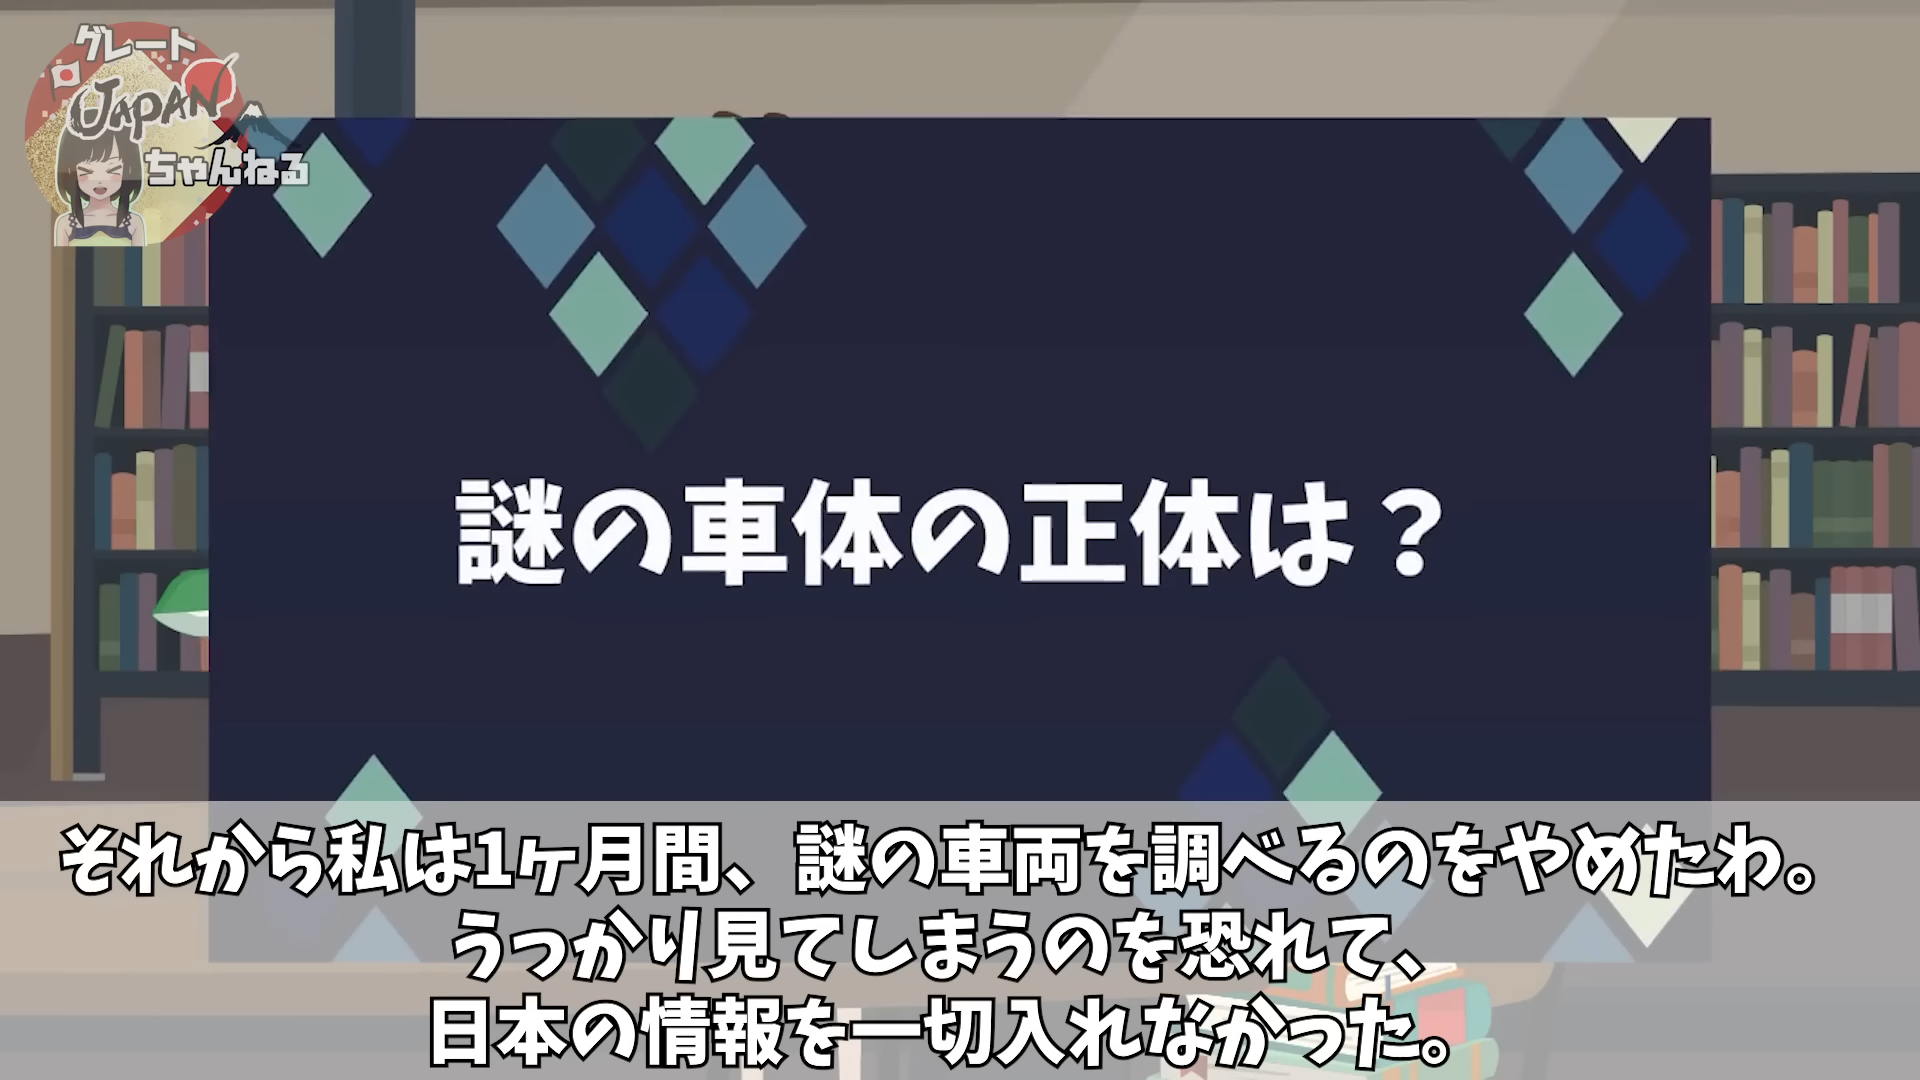 グレート
JAPAN
ちゃんねる
謎の車体の正体は？
それから私は1ヶ月間、謎の車両を調べるのをやめたわ。
うっかり見てしまうのを恐れて、
日本の情報を一切入れなかった。